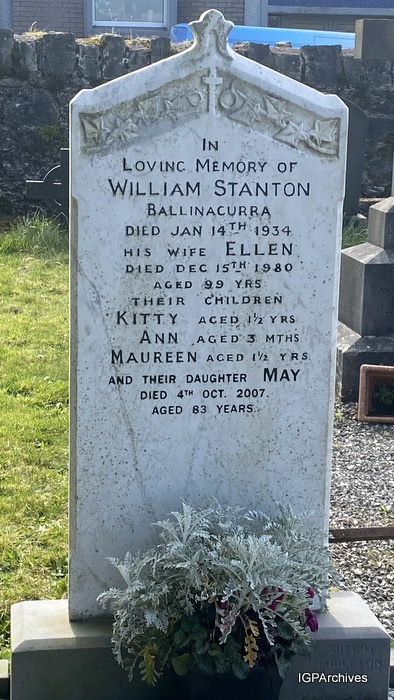 IN
LOVING MEMORY OF
WILLIAM STANTON
BALLINACURRA
DIED JAN 14TH 1934
HIS WIFE ELLEN
DIED DEC 15TH 1980
AGED 99 YRS
THEIR CHILDREN
KITTY AGED 1½ YRS
ANN AGED 3 MTHS
MAUREEN AGED 1½ YRS
AND THEIR DAUGHTER MAY
DIED 4TH OCT. 2007.
AGED 83 YEARS.
IGPArchives